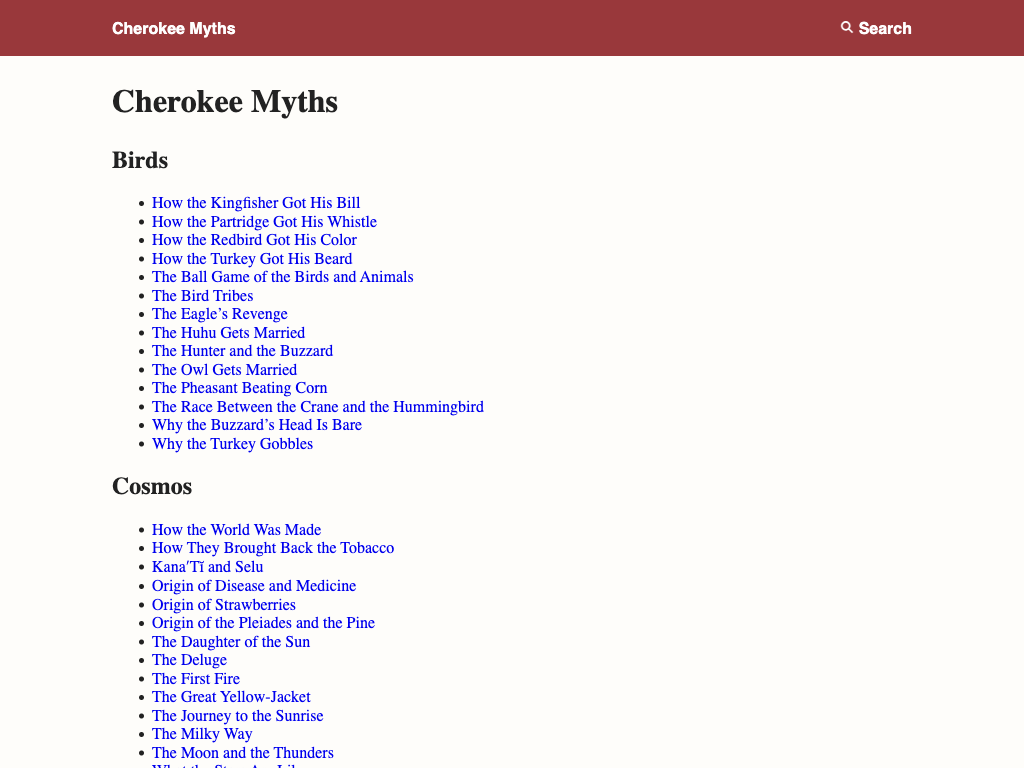 Cherokee Myths
Search
Cherokee Myths
Birds
How the Kingfisher Got His Bill
How the Partridge Got His Whistle
How the Redbird Got His Color
How the Turkey Got His Beard
The Ball Game of the Birds and Animals
The Bird Tribes
The Eagle’s Revenge
The Huhu Gets Married
The Hunter and the Buzzard
The Owl Gets Married
The Pheasant Beating Corn
The Race Between the Crane and the Hummingbird
Why the Buzzard’s Head Is Bare
Why the Turkey Gobbles
Cosmos
How the World Was Made
How They Brought Back the Tobacco
Kana′Tĭ and Selu
Origin of Disease and Medicine
Origin of Strawberries
Origin of the Pleiades and the Pine
The Daughter of the Sun
The Deluge
The First Fire
The Great Yellow-Jacket
The Journey to the Sunrise
The Milky Way
The Moon and the Thunders